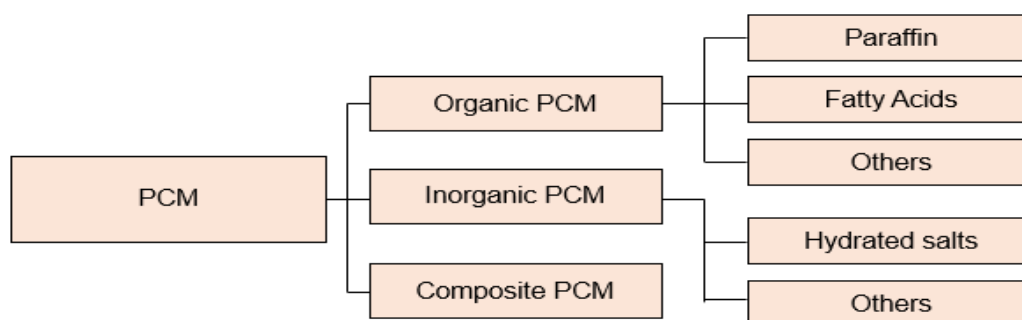 PCM
Organic PCM
Paraffin
Fatty Acids
Others
Inorganic PCM
Hydrated salts
Others
Composite PCM